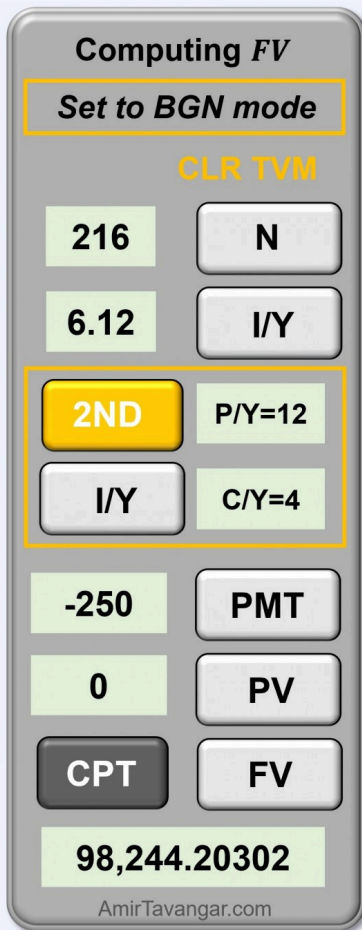 Computing FV
Set to BGN mode
CLR TVM
216 N
6.12 I/Y
2ND P/Y=12
I/Y C/Y=4
-250 PMT
0 PV
CPT FV
98,244.20302
AmirTavangar.com